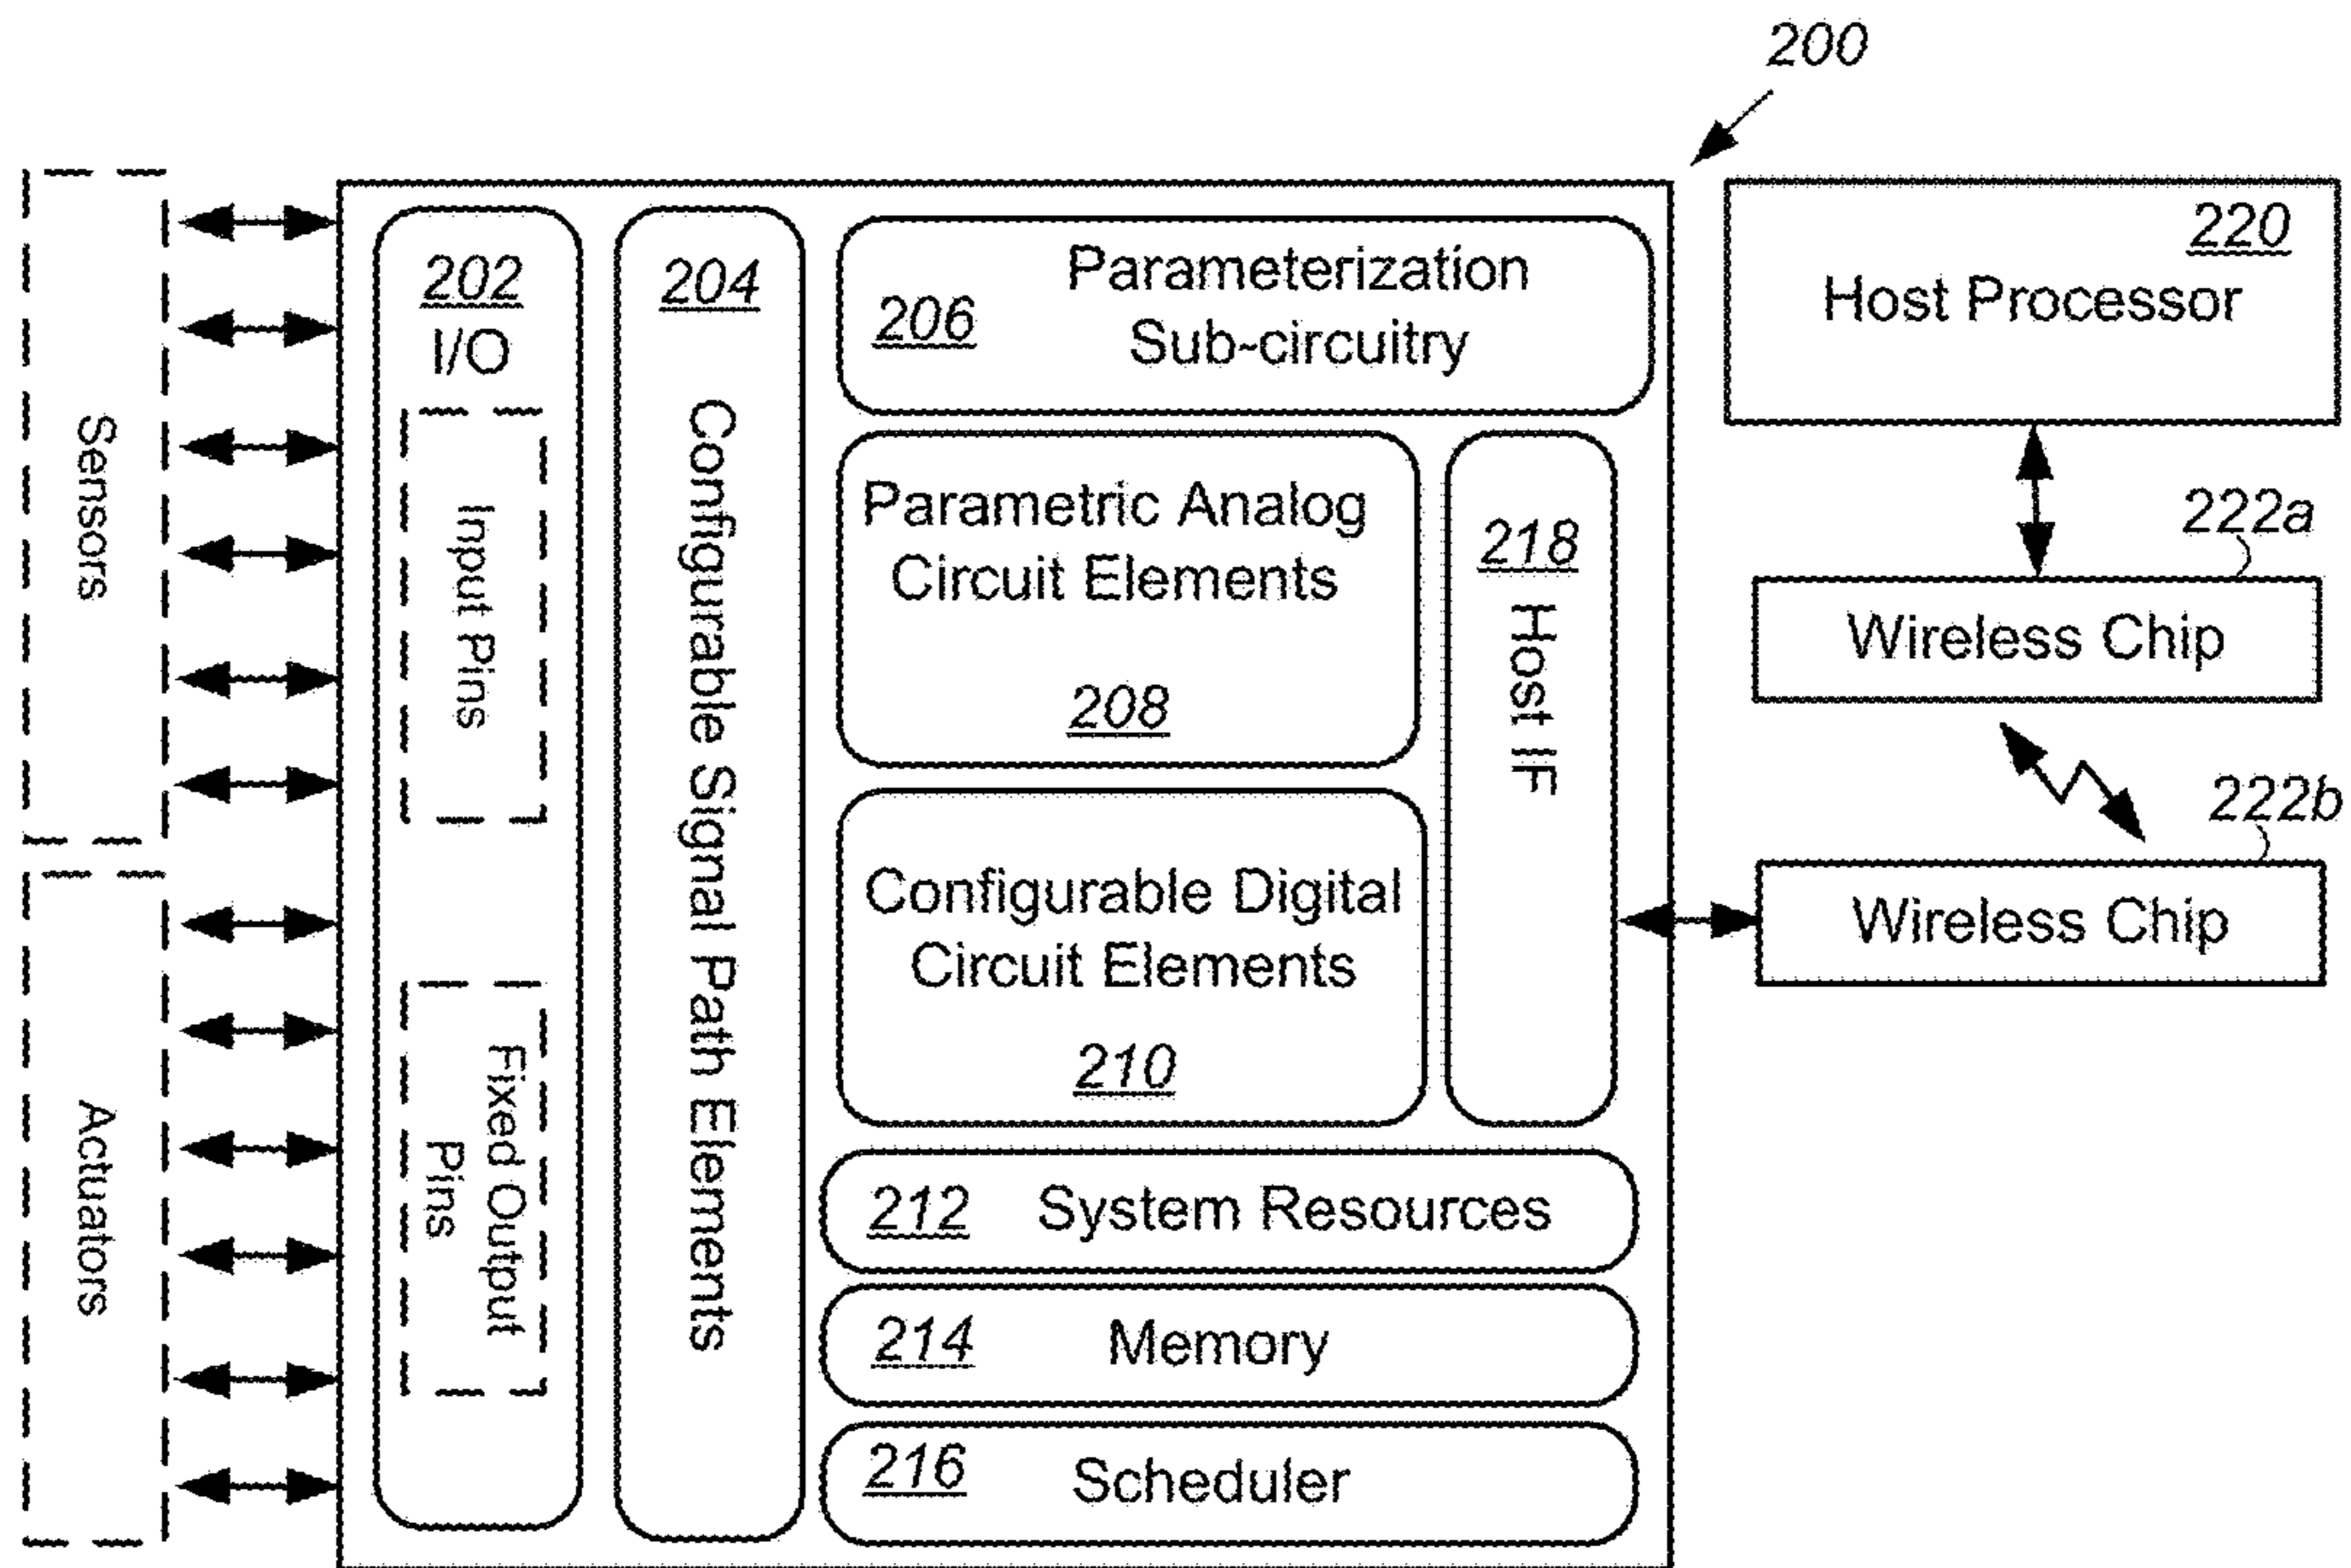 200
Sensors
Actuators
202
I/O
Input Pins
Fixed Output
Pins
204
Configurable Signal Path Elements
206
Parameterization
Sub-circuitry
Parametric Analog
Circuit Elements
208
Configurable Digital
Circuit Elements
210
218
Host IF
212 System Resources
214 Memory
216 Scheduler
220
Host Processor
222a
Wireless Chip
222b
Wireless Chip